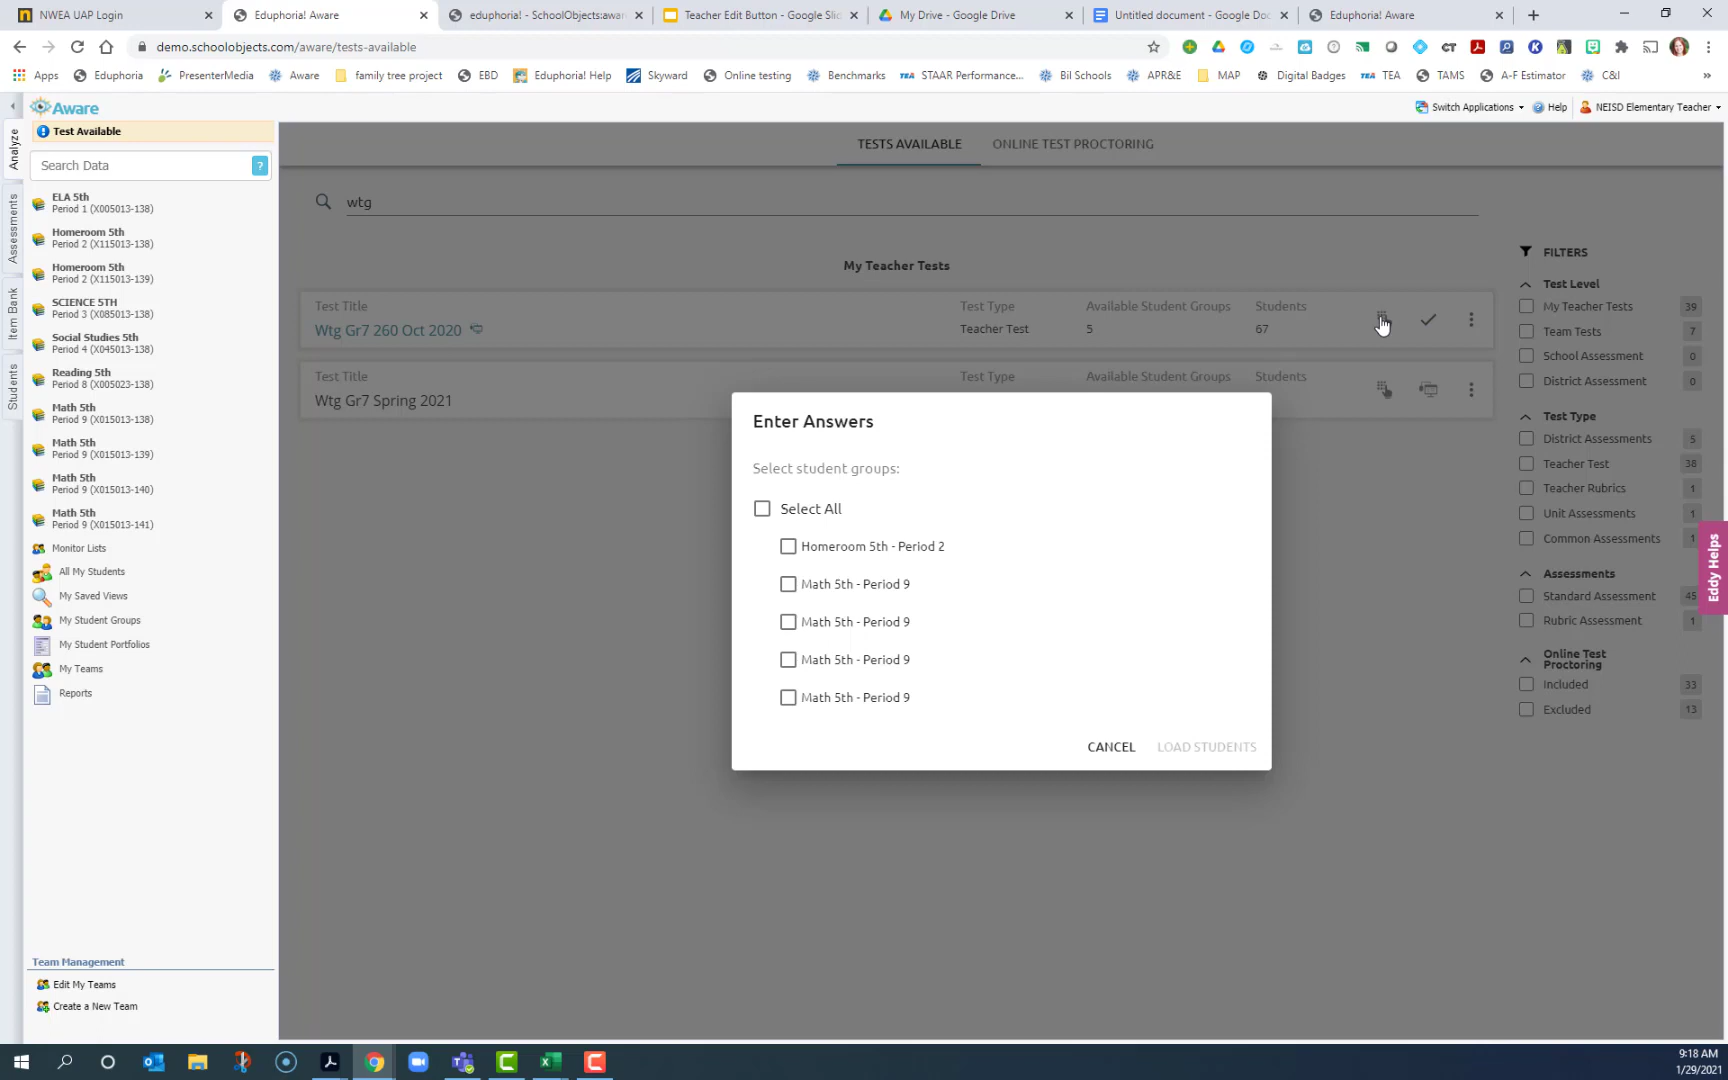 NWEA UAP Login
Eduphoria! Aware
eduphoria! - SchoolObjects:awar
Teacher Edit Button - Google Slid
My Drive - Google Drive
Untitled document - Google Doc
Eduphoria! Aware
demo.schoolobjects.com/aware/tests-available
Apps
Eduphoria
PresenterMedia
Aware
family tree project
EBD
Eduphoria! Help
Skyward
Online testing
Benchmarks
TEA STAAR Performance...
Bil Schools
APR&E
MAP
Digital Badges
TEA TEA
TAMS
A-F Estimator
C&I
Aware
Switch Applications
Help
NEISD Elementary Teacher
Analyze
Assessments
Item Bank
Students
Test Available
Search Data
?
ELA 5th
Period 1 (X005013-138)
Homeroom 5th
Period 2 (X115013-138)
Homeroom 5th
Period 2 (X115013-139)
SCIENCE 5TH
Period 3 (X085013-138)
Social Studies 5th
Period 4 (X045013-138)
Reading 5th
Period 8 (X005023-138)
Math 5th
Period 9 (X015013-138)
Math 5th
Period 9 (X015013-139)
Math 5th
Period 9 (X015013-140)
Math 5th
Period 9 (X015013-141)
Monitor Lists
All My Students
My Saved Views
My Student Groups
My Student Portfolios
My Teams
Reports
Team Management
Edit My Teams
Create a New Team
TESTS AVAILABLE
ONLINE TEST PROCTORING
wtg
My Teacher Tests
Test Title
Test Type
Available Student Groups
Students
Wtg Gr7 260 Oct 2020
Teacher Test
5
67
Test Title
Test Type
Available Student Groups
Students
Wtg Gr7 Spring 2021
Enter Answers
Select student groups:
Select All
Homeroom 5th - Period 2
Math 5th - Period 9
Math 5th - Period 9
Math 5th - Period 9
Math 5th - Period 9
CANCEL
LOAD STUDENTS
FILTERS
Test Level
My Teacher Tests 39
Team Tests 7
School Assessment 0
District Assessment 0
Test Type
District Assessments 5
Teacher Test 38
Teacher Rubrics 1
Unit Assessments 1
Common Assessments 1
Assessments
Standard Assessment 45
Rubric Assessment 1
Online Test
Proctoring
Included 33
Excluded 13
Eddy Helps
9:18 AM
1/29/2021